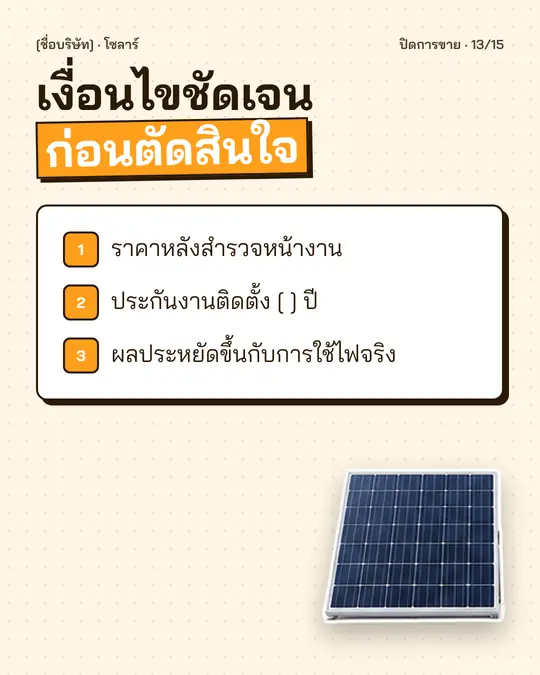 (ชื่อบริษัท) · โซลาร์
ปิดการขาย · 13/15
เงื่อนไขชัดเจน
ก่อนตัดสินใจ
1 ราคาหลังสำรวจหน้างาน
2 ประกันงานติดตั้ง ( ) ปี
3 ผลประหยัดขึ้นกับการใช้ไฟจริง